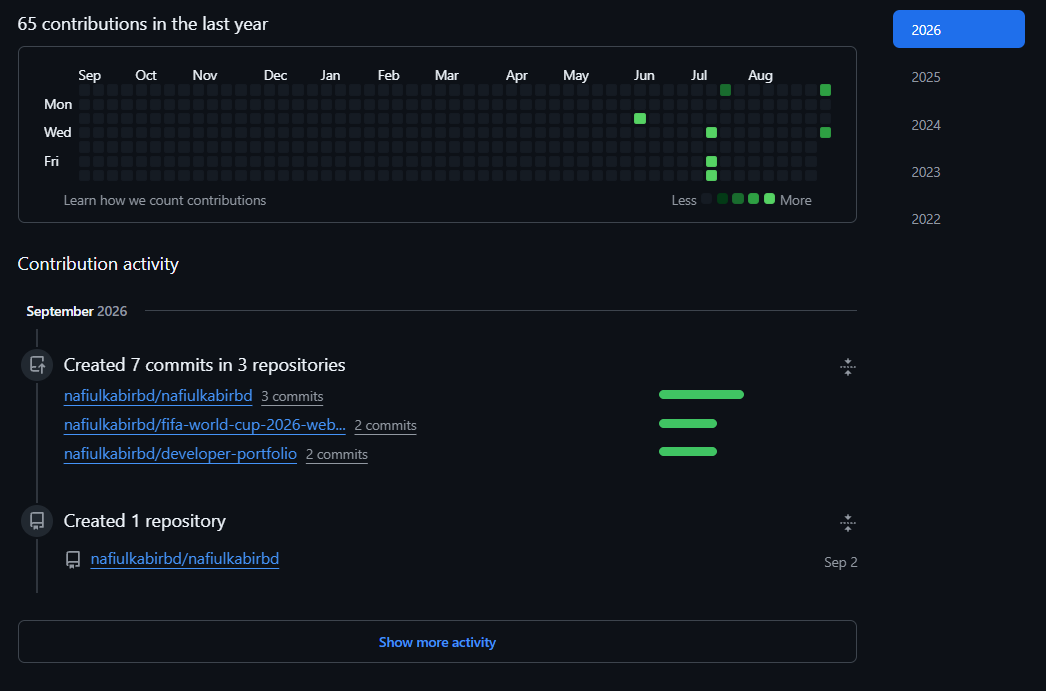 65 contributions in the last year
2026
2025
2024
2023
2022
Sep Oct Nov Dec Jan Feb Mar Apr May Jun Jul Aug
Mon
Wed
Fri
Learn how we count contributions
Less More
Contribution activity
September 2026
Created 7 commits in 3 repositories
nafiulkabirbd/nafiulkabirbd 3 commits
nafiulkabirbd/fifa-world-cup-2026-web... 2 commits
nafiulkabirbd/developer-portfolio 2 commits
Created 1 repository
nafiulkabirbd/nafiulkabirbd Sep 2
Show more activity